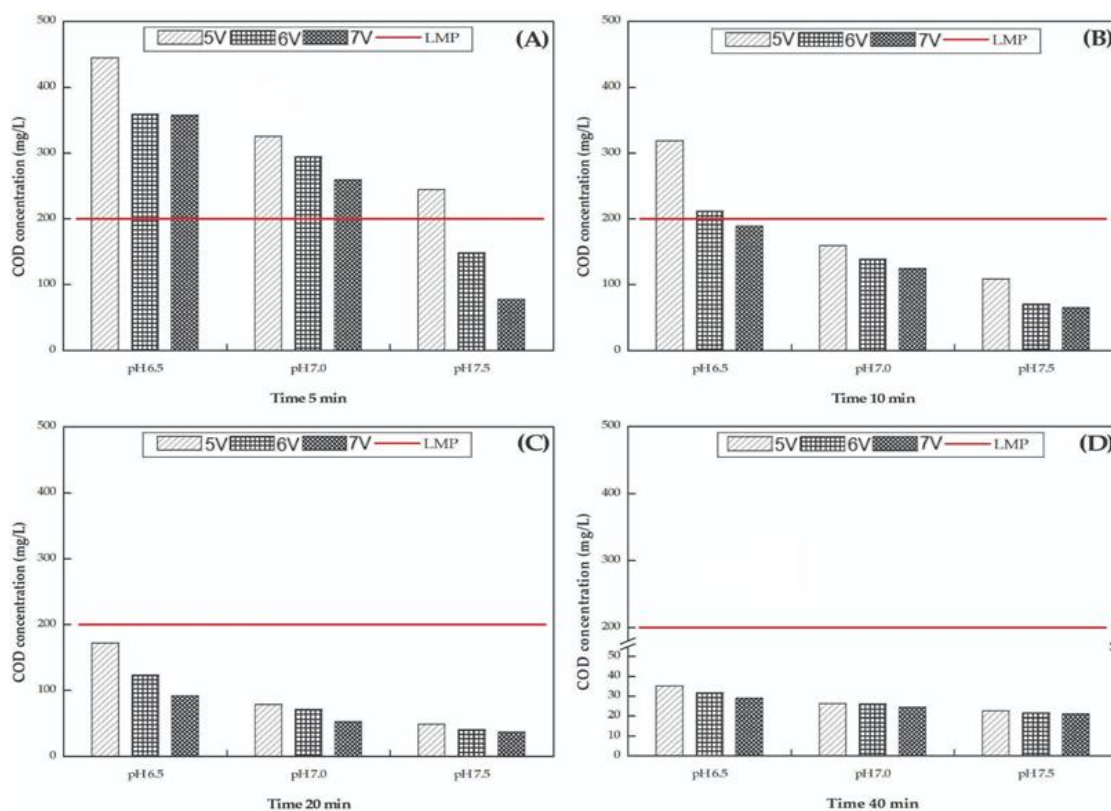 500
5V 6V 7V LMP
(A)
400
300
200
100
0
COD concentration (mg/L)
pH6.5 pH7.0 pH7.5
Time 5 min
500
5V 6V 7V LMP
(B)
400
300
200
100
0
COD concentration (mg/L)
pH6.5 pH7.0 pH7.5
Time 10 min
500
5V 6V 7V LMP
(C)
400
300
200
100
0
COD concentration (mg/L)
pH6.5 pH7.0 pH7.5
Time 20 min
500
5V 6V 7V LMP
(D)
400
300
200
50
40
30
20
10
0
COD concentration (mg/L)
pH6.5 pH7.0 pH7.5
Time 40 min